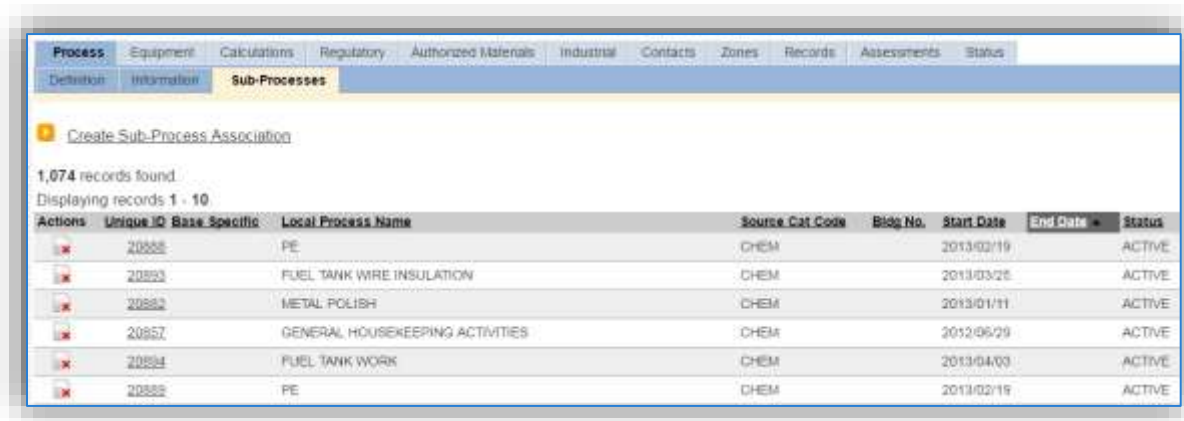 Process Equipment Calculations Regulatory Authorized Materials Industrial Contacts Zones Records Assessments Status
Definition Information Sub-Processes
Create Sub-Process Association
1,074 records found.
Displaying records 1 - 10.
Actions Unique ID Base Specific Local Process Name Source Cat Code Bldg No. Start Date End Date Status
20888 PE CHEM 2013/02/19 ACTIVE
20893 FUEL TANK WIRE INSULATION CHEM 2013/03/25 ACTIVE
20882 METAL POLISH CHEM 2013/01/11 ACTIVE
20857 GENERAL HOUSEKEEPING ACTIVITIES CHEM 2012/06/29 ACTIVE
20894 FUEL TANK WORK CHEM 2013/04/03 ACTIVE
20889 PE CHEM 2013/02/19 ACTIVE